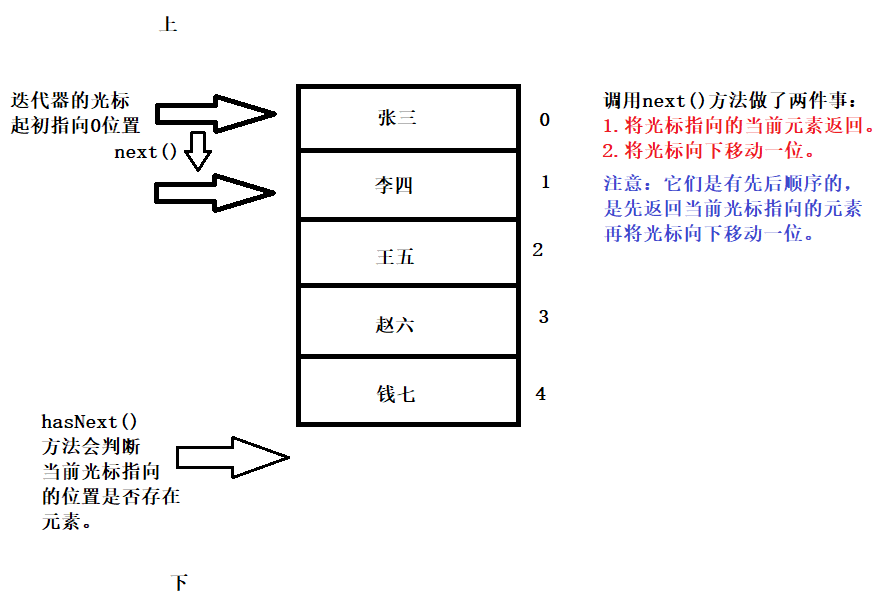 上
迭代器的光标
起初指向0位置
next()
张三
0
李四
1
王五
2
赵六
3
钱七
4
调用next()方法做了两件事：
1.将光标指向的当前元素返回。
2.将光标向下移动一位。
注意：它们是有先后顺序的，
是先返回当前光标指向的元素
再将光标向下移动一位。
hasNext()
方法会判断
当前光标指向
的位置是否存在
元素。
下